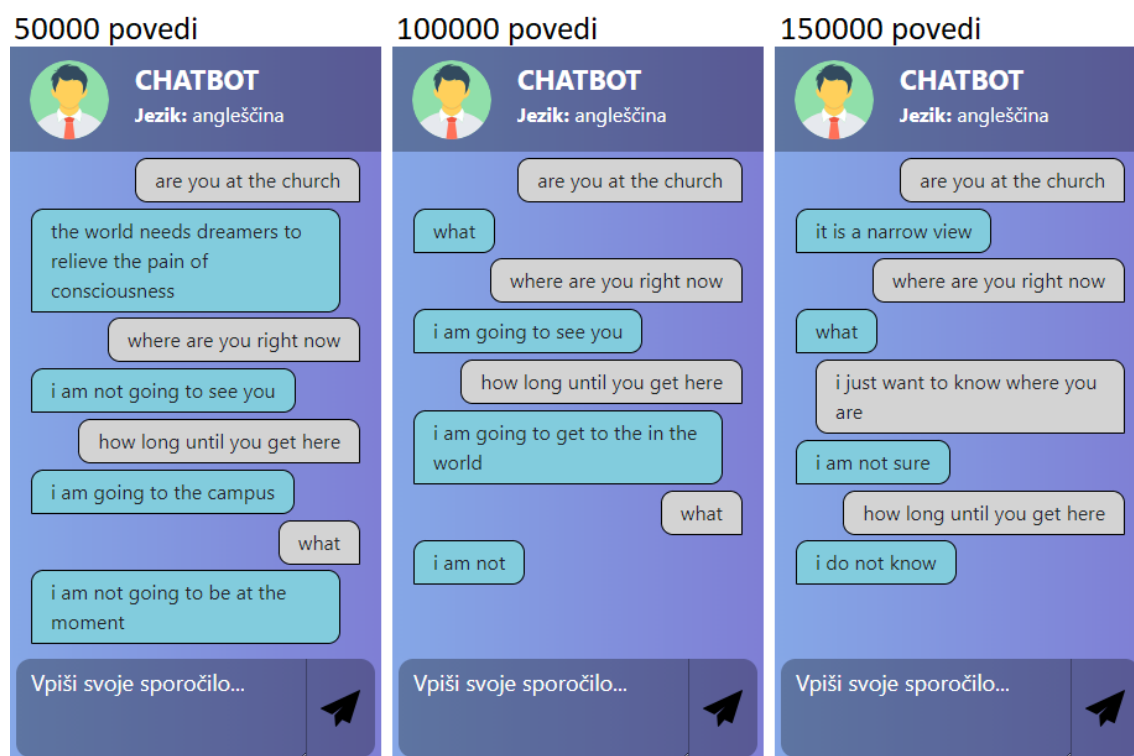 50000 povedi
CHATBOT
Jezik: angleščina
are you at the church
the world needs dreamers to
relieve the pain of
consciousness
where are you right now
i am not going to see you
how long until you get here
i am going to the campus
what
i am not going to be at the
moment
Vpiši svoje sporočilo...
100000 povedi
CHATBOT
Jezik: angleščina
are you at the church
what
where are you right now
i am going to see you
how long until you get here
i am going to get to the in the
world
what
i am not
Vpiši svoje sporočilo...
150000 povedi
CHATBOT
Jezik: angleščina
are you at the church
it is a narrow view
where are you right now
what
i just want to know where you
are
i am not sure
how long until you get here
i do not know
Vpiši svoje sporočilo...